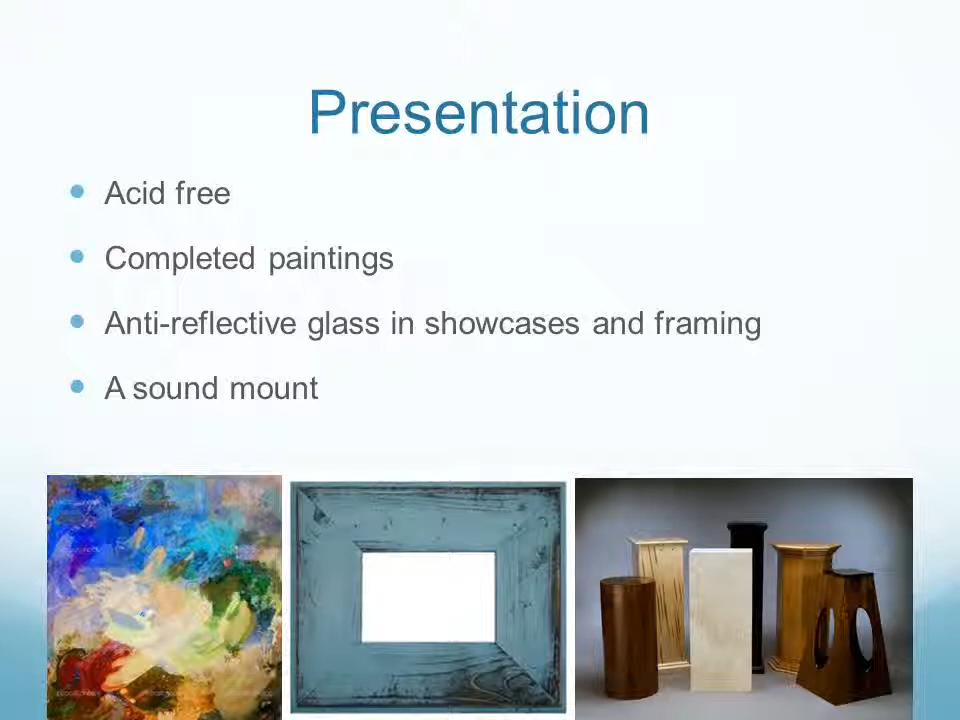 Presentation
Acid free
Completed paintings
Anti-reflective glass in showcases and framing
A sound mount